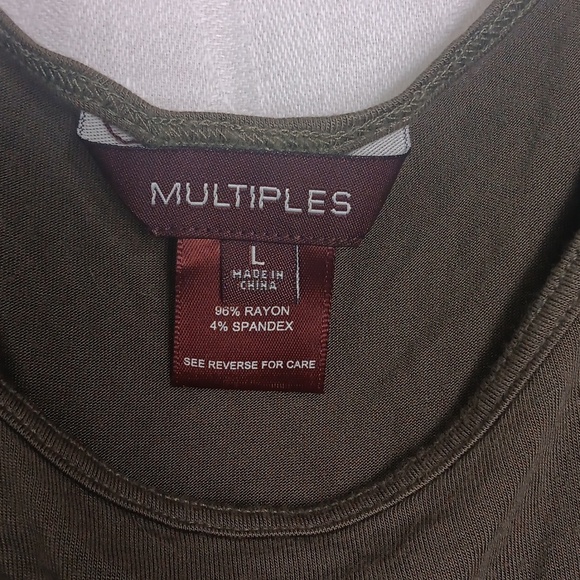 MULTIPLES
L
MADE IN
CHINA
96% RAYON
4% SPANDEX
SEE REVERSE FOR CARE